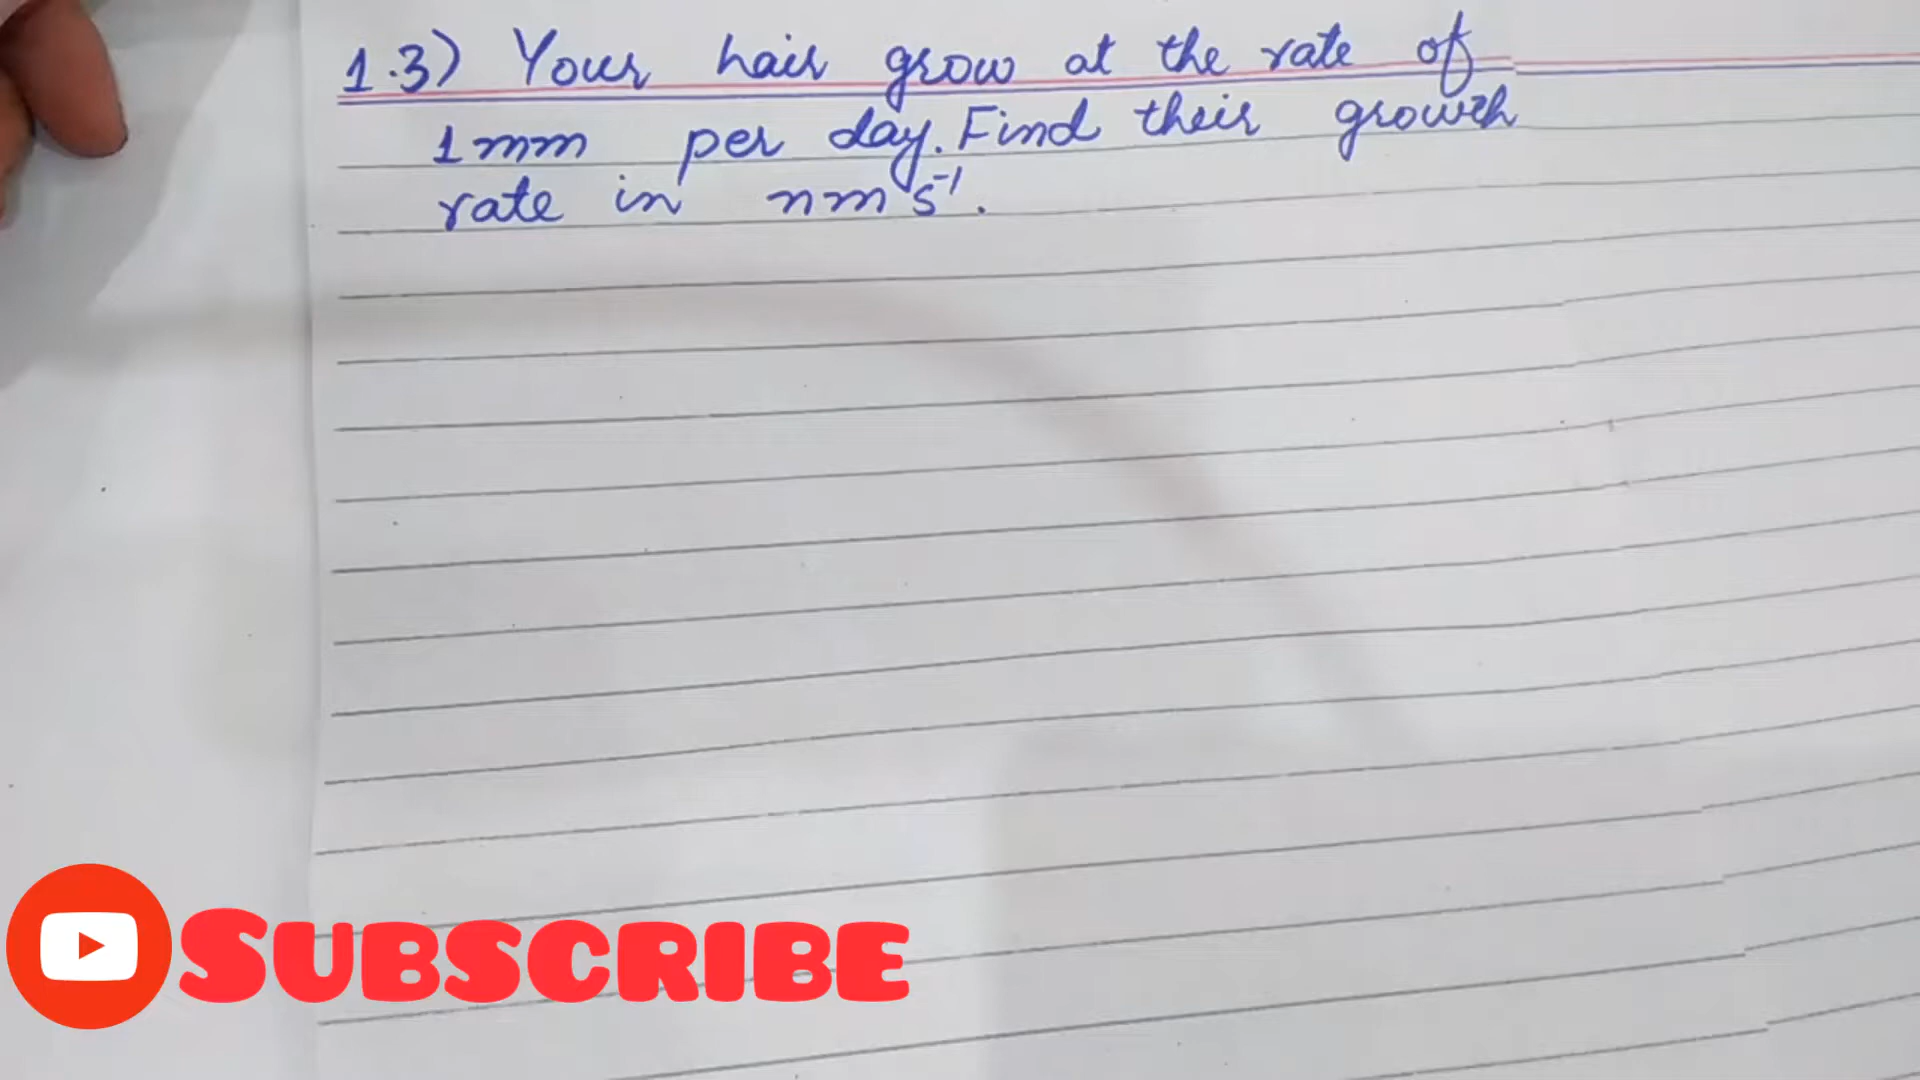 1.3) Your hair grow at the rate of
1mm per day. Find their growth
rate in nm s⁻¹.
SUBSCRIBE